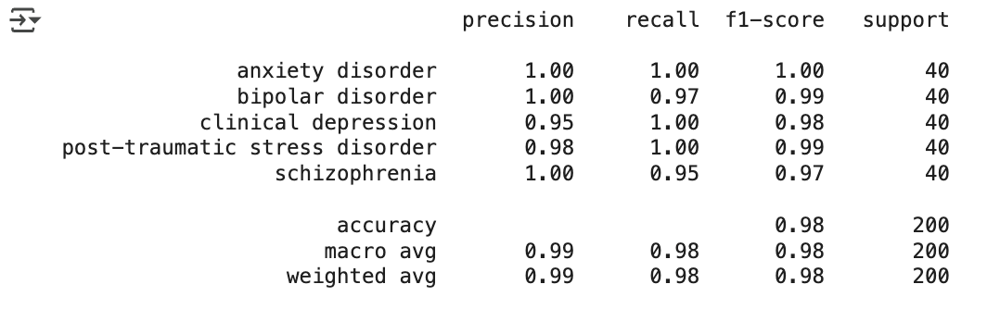 precision recall f1-score support
anxiety disorder 1.00 1.00 1.00 40
bipolar disorder 1.00 0.97 0.99 40
clinical depression 0.95 1.00 0.98 40
post-traumatic stress disorder 0.98 1.00 0.99 40
schizophrenia 1.00 0.95 0.97 40
accuracy 0.98 200
macro avg 0.99 0.98 0.98 200
weighted avg 0.99 0.98 0.98 200